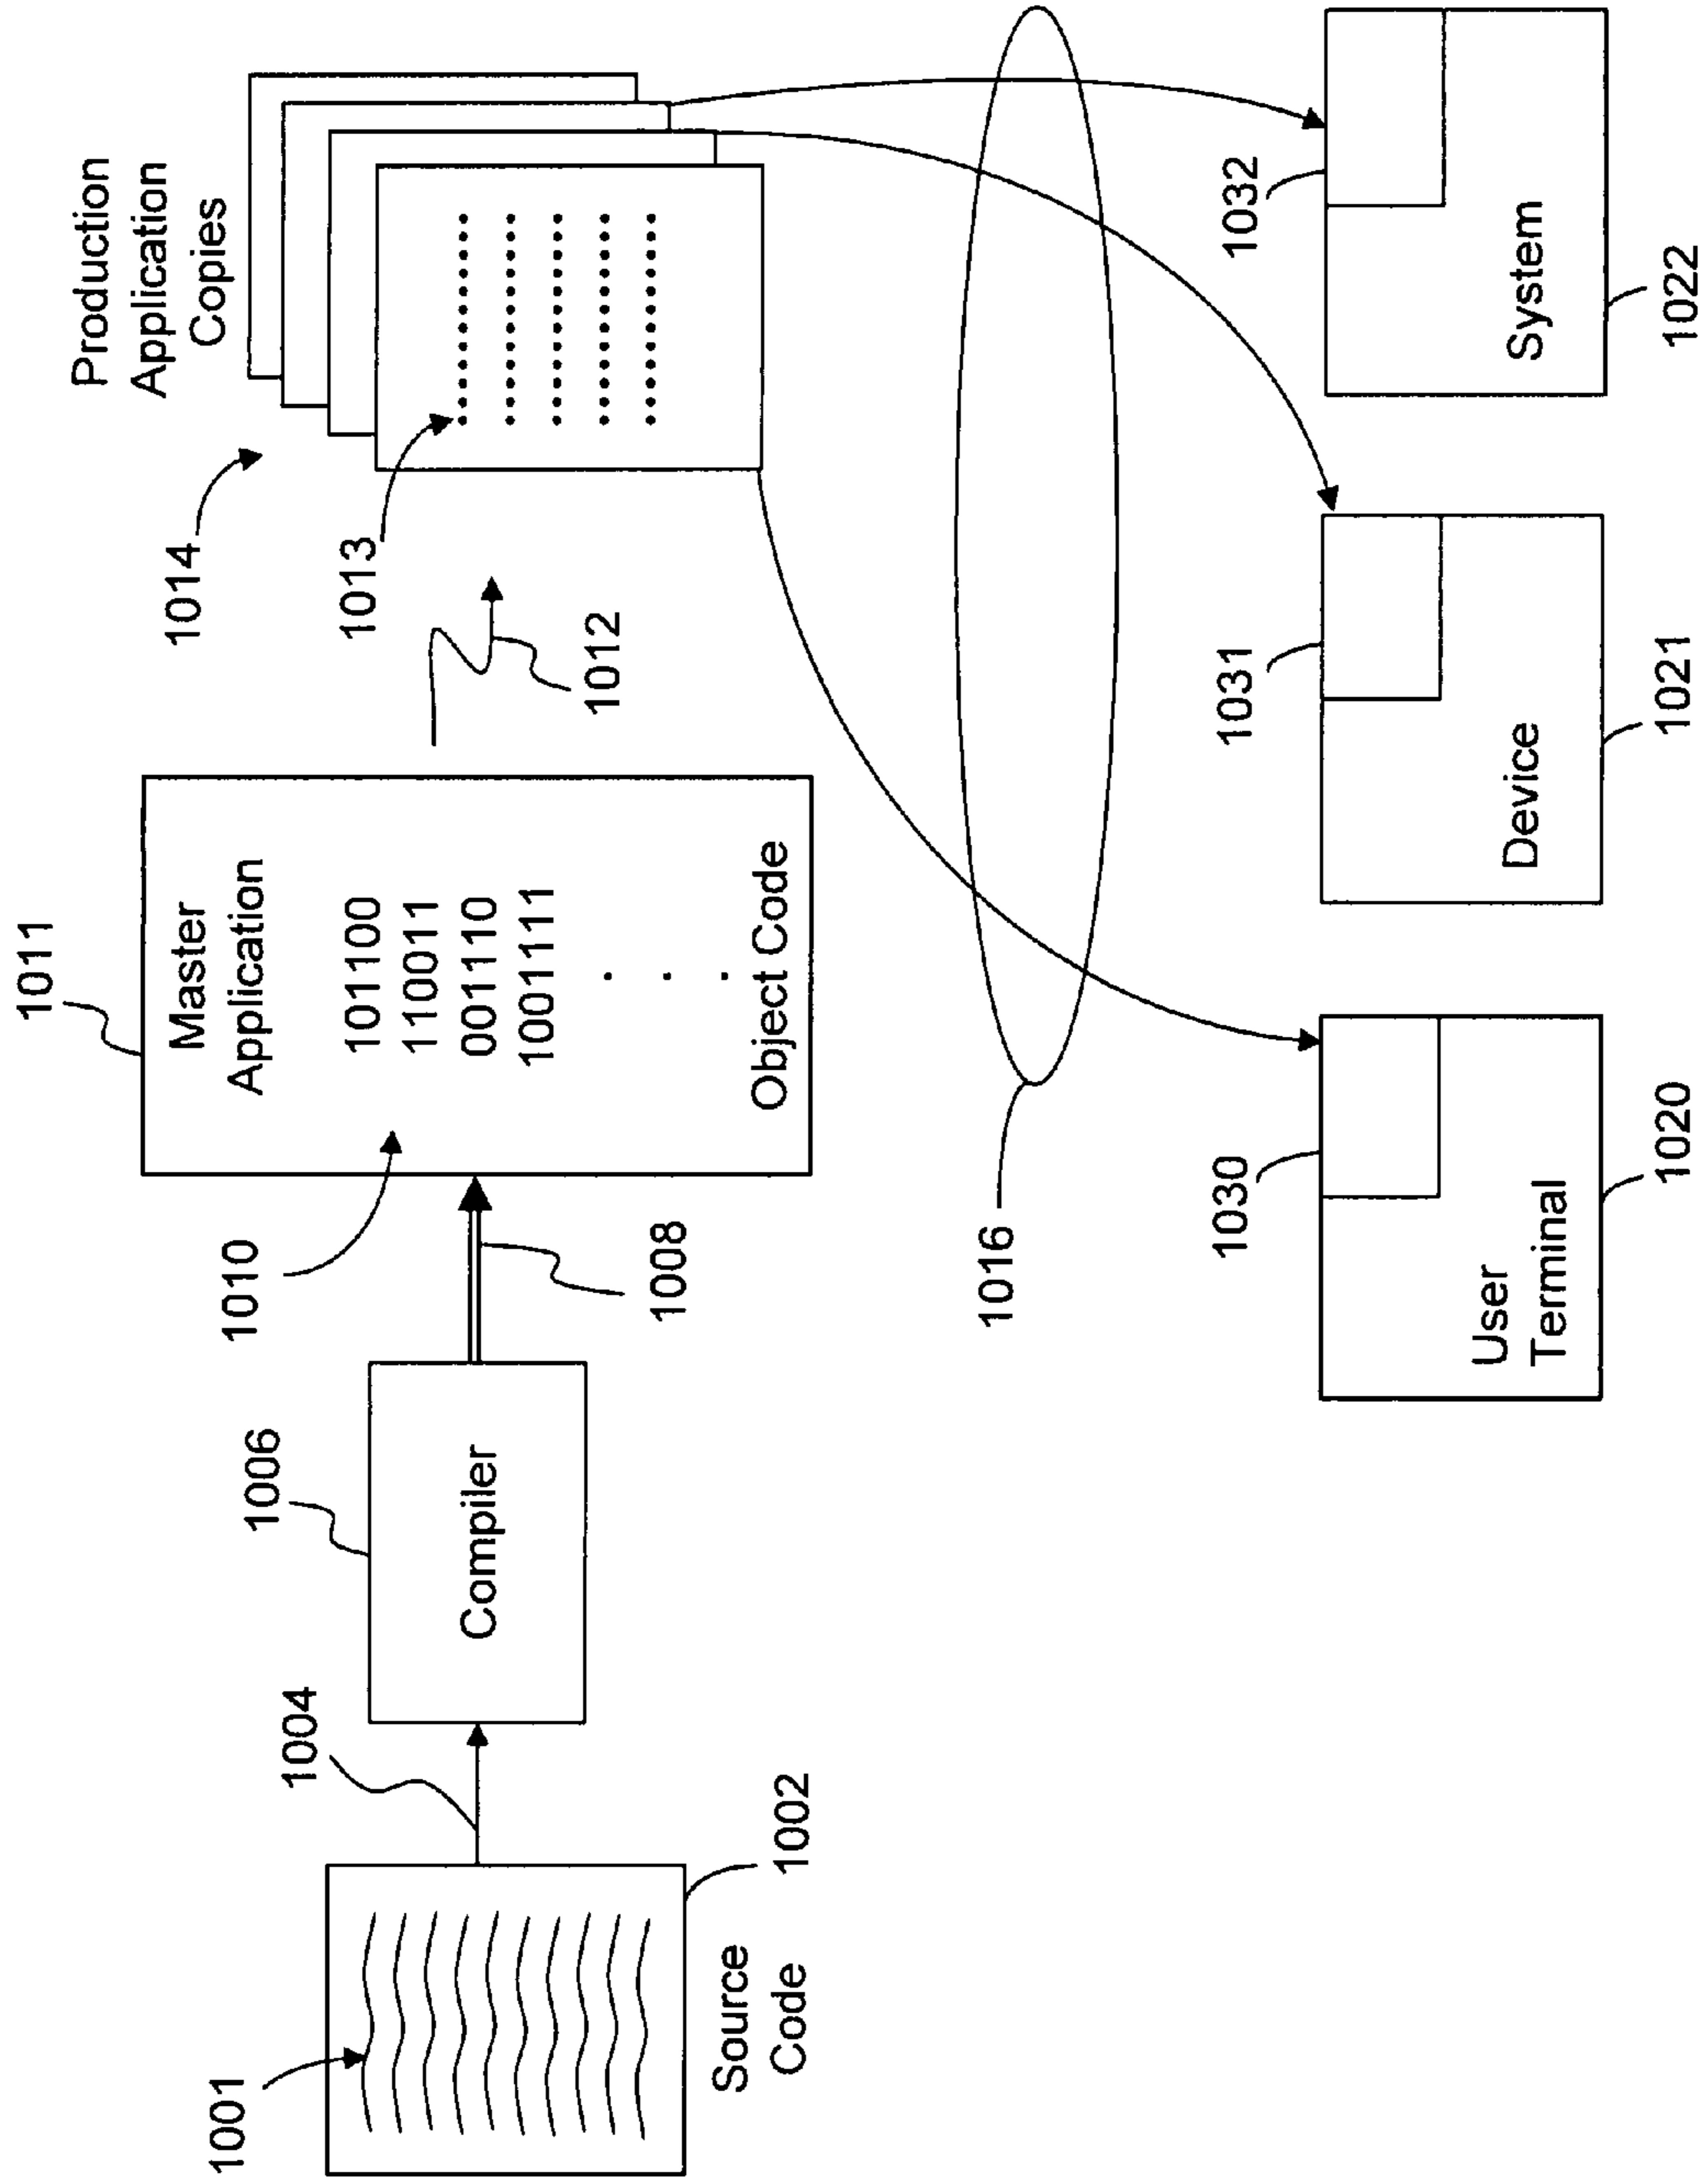 1001
1002
Source
Code
1004
1006
Compiler
1008
1010
1011
Master
Application
101100
110011
001110
1001111
.
.
.
Object Code
1012
1013
1014
Production
Application
Copies
1016
1030
User
Terminal
1020
1031
Device
1021
1032
System
1022